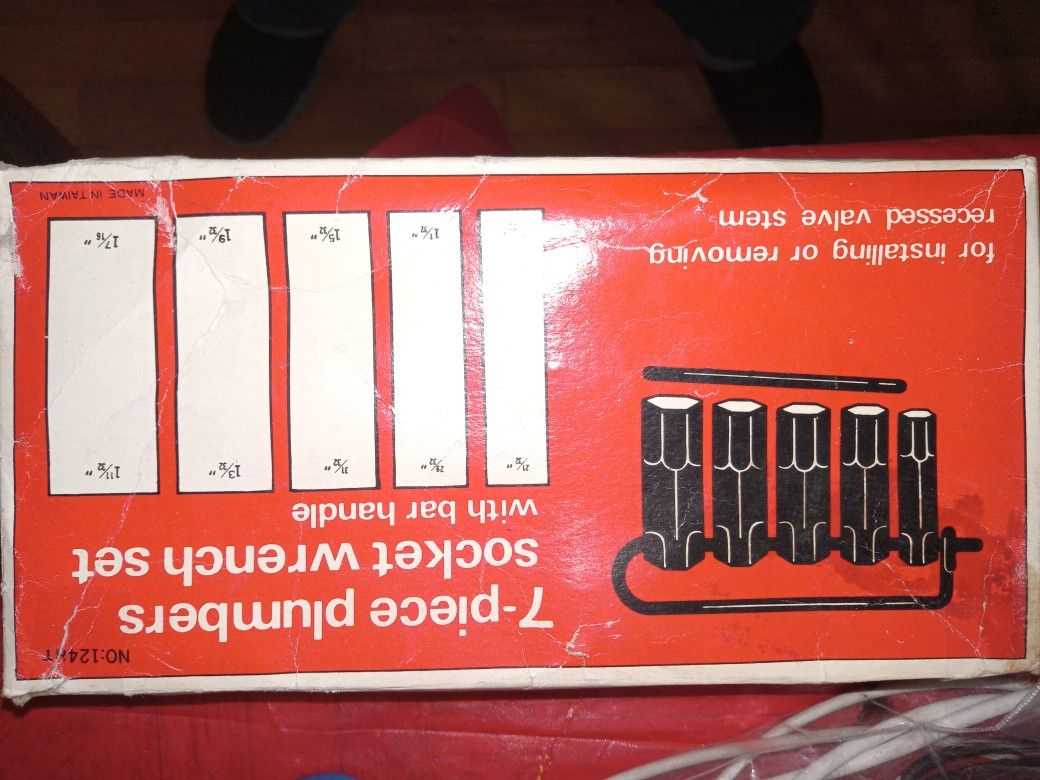 NO:124HT
7-piece plumbers
socket wrench set
with bar handle
21/32"
29/32"
31/32"
1 3/32"
1 11/32"
1 1/32"
1 5/32"
1 9/32"
1 7/16"
for installing or removing
recessed valve stem
MADE IN TAIWAN